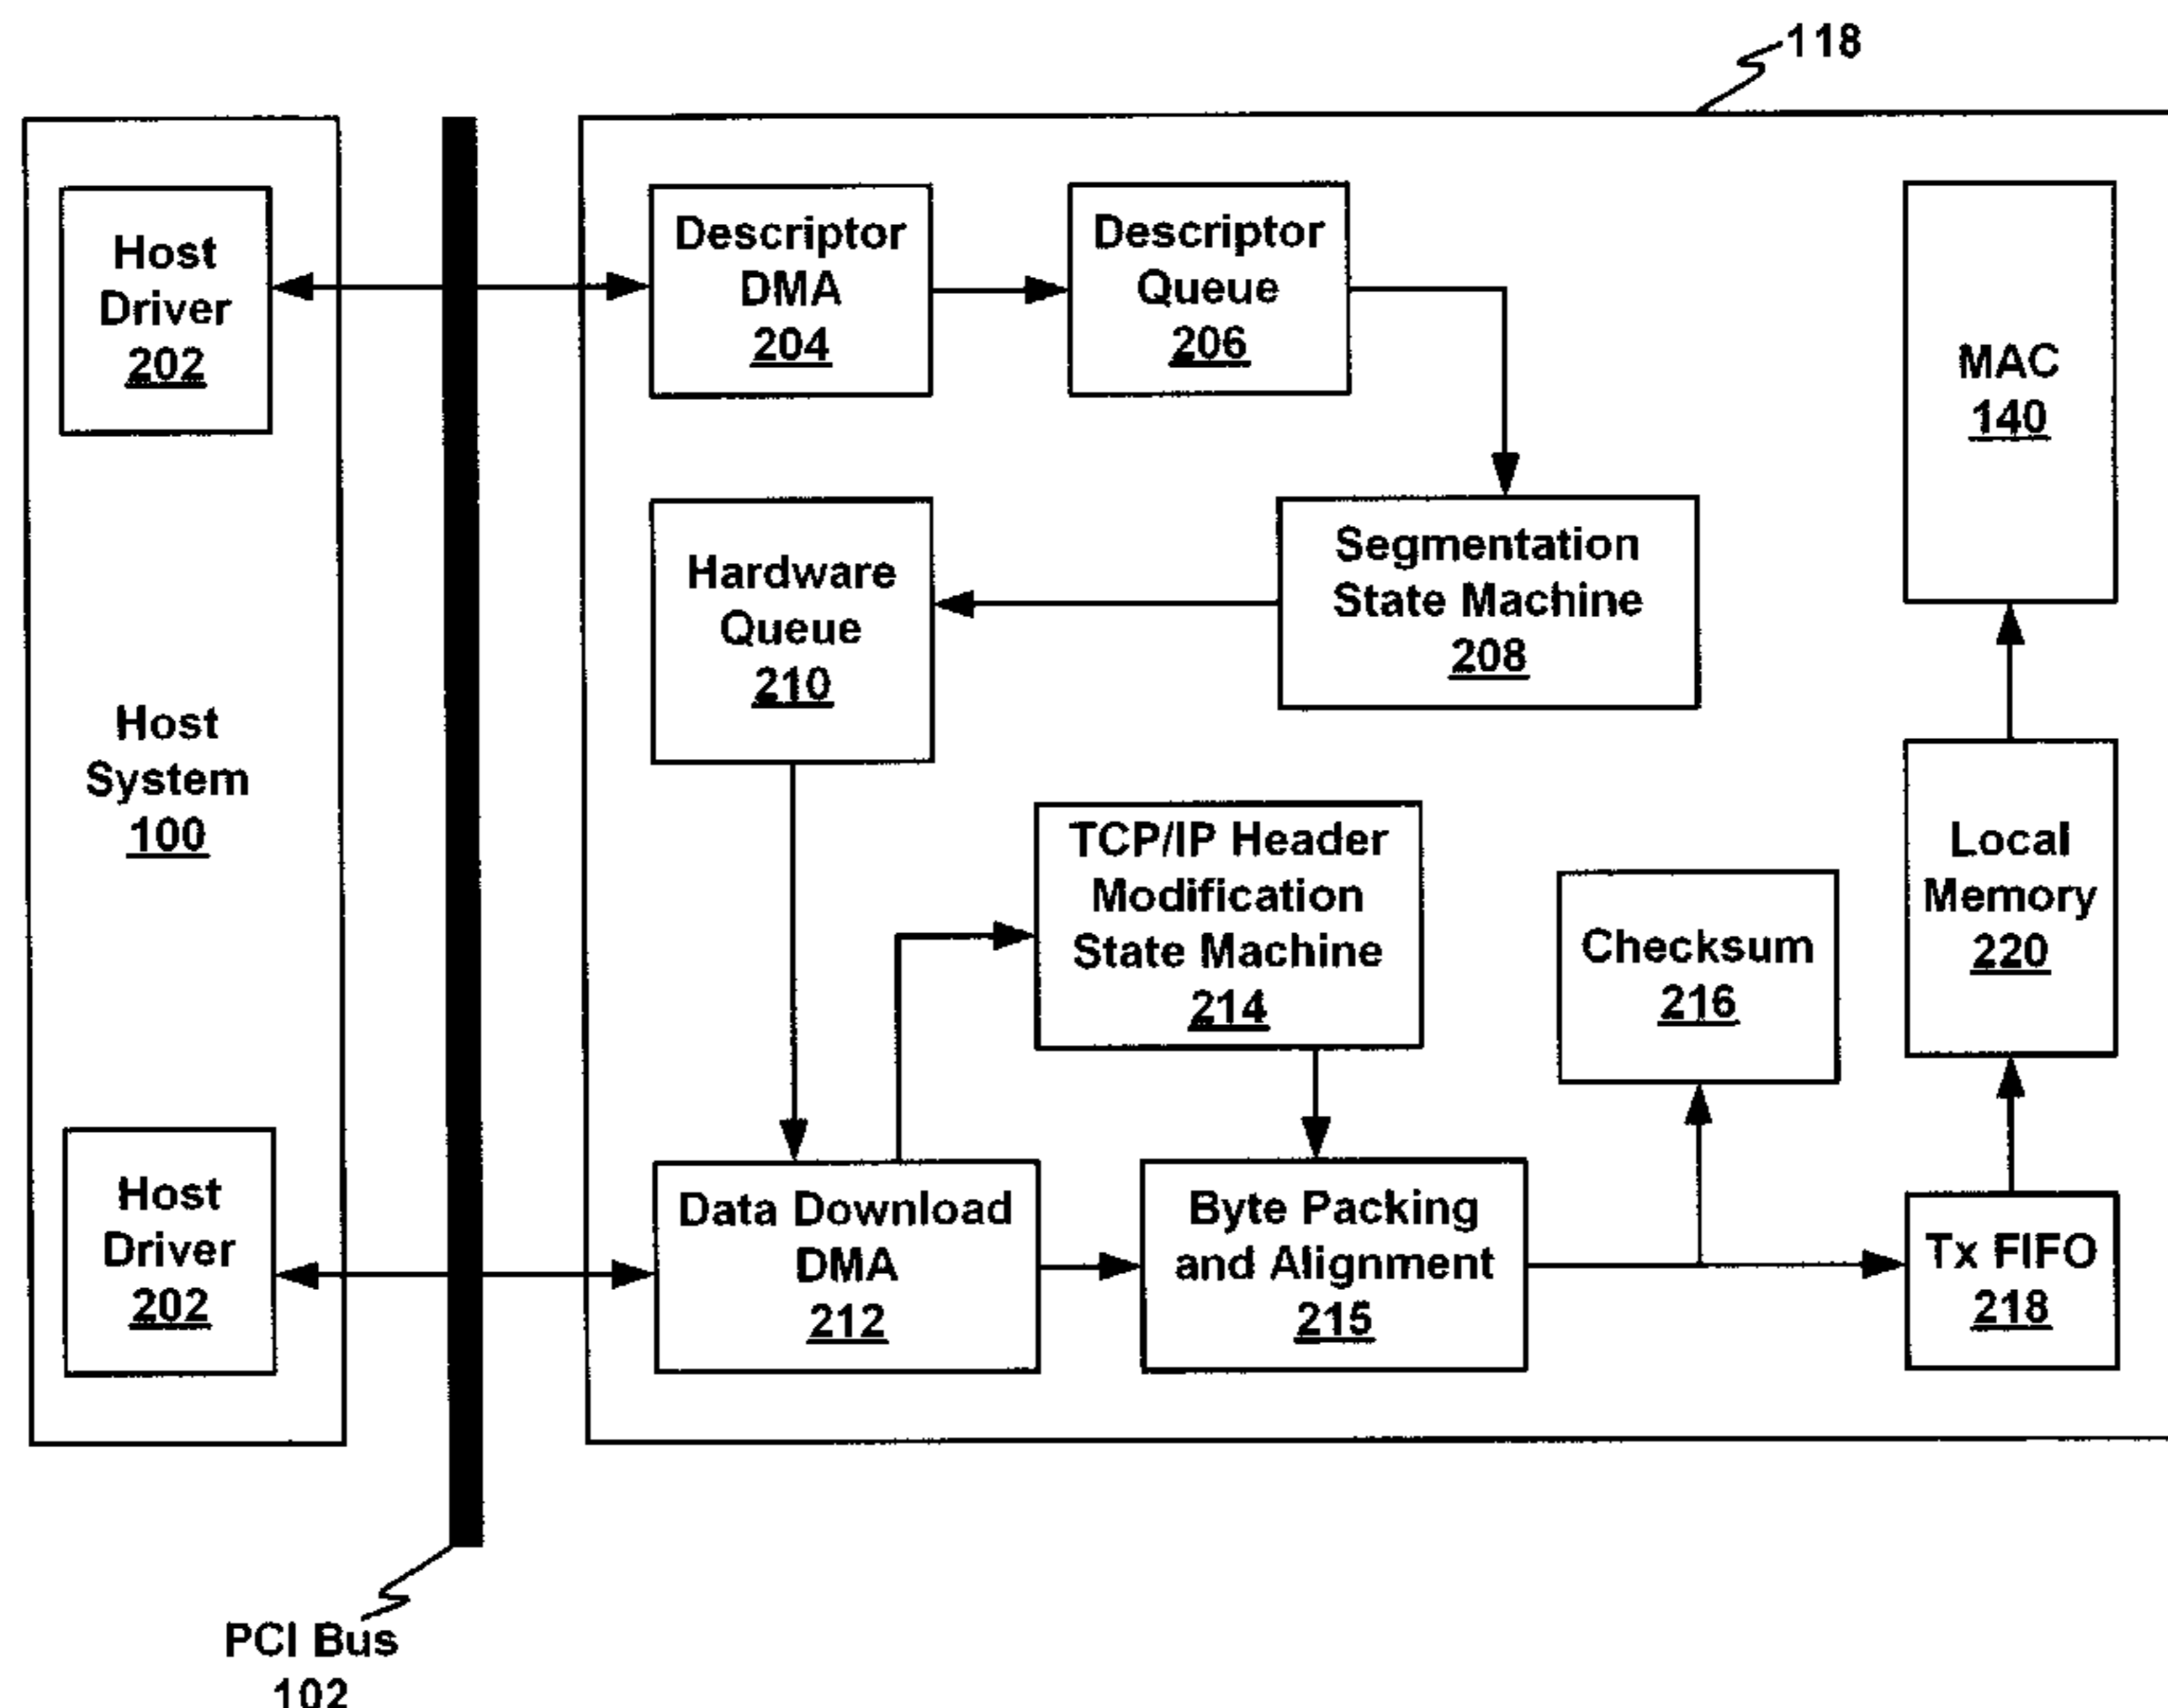 118
Host
Driver
202
Descriptor
DMA
204
Descriptor
Queue
206
MAC
140
Hardware
Queue
210
Segmentation
State Machine
208
Host
System
100
TCP/IP Header
Modification
State Machine
214
Checksum
216
Local
Memory
220
Host
Driver
202
Data Download
DMA
212
Byte Packing
and Alignment
215
Tx FIFO
218
PCI Bus
102